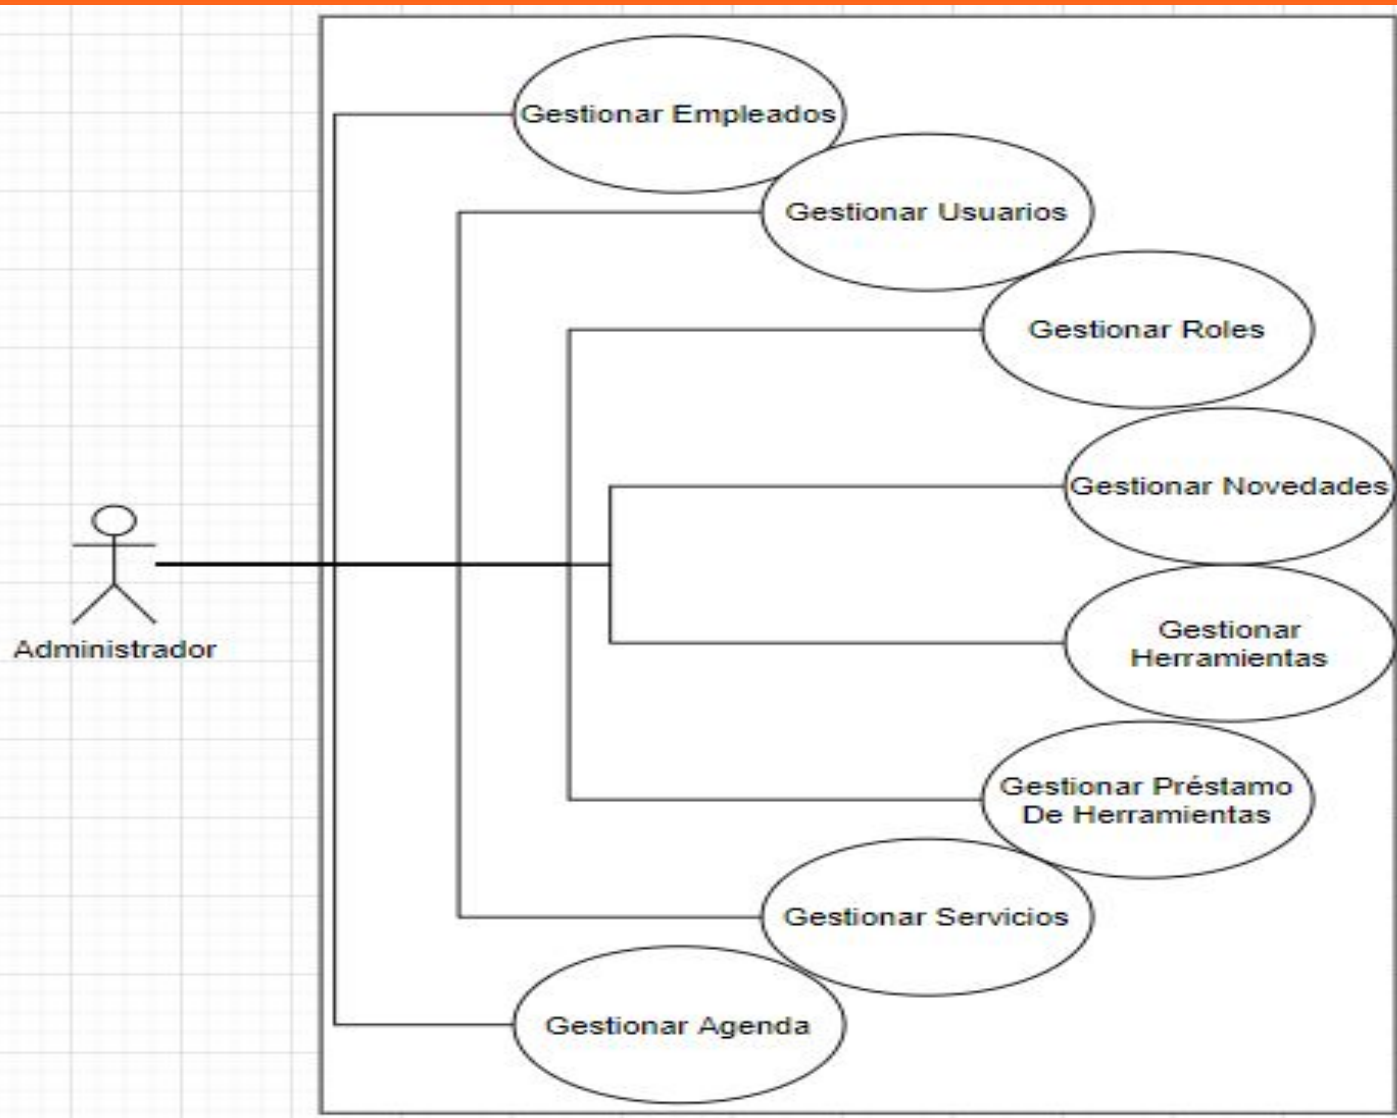 Gestionar Empleados
Gestionar Usuarios
Gestionar Roles
Gestionar Novedades
Gestionar
Herramientas
Administrador
Gestionar Préstamo
De Herramientas
Gestionar Servicios
Gestionar Agenda